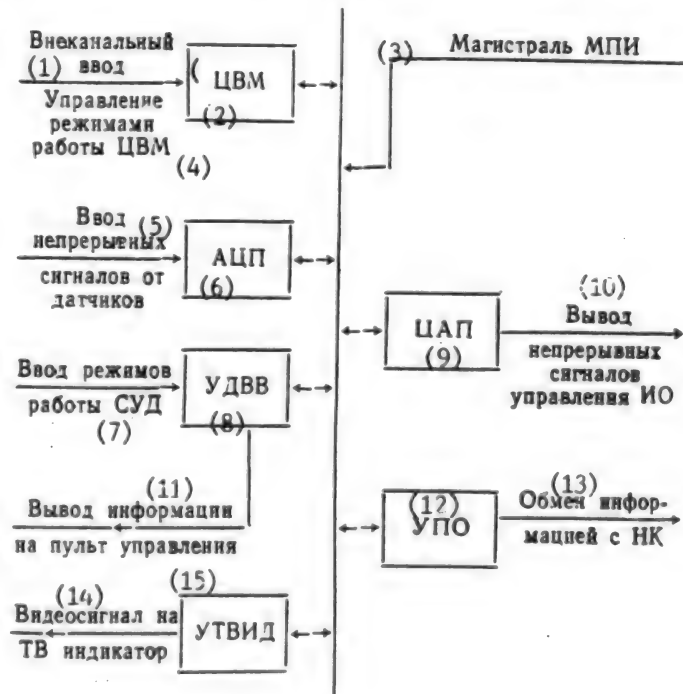 Внеканальный
(1) ввод
Управление
режимами
работы ЦВМ
(4)
( ЦВМ
(2)
(3) Магистраль МПИ
Ввод (5)
непрерытных
сигналов от
датчиков
АЦП
(6)
ЦАП
(9)
(10)
Вывод
непрерывных
сигналов
управления ИО
Ввод режимов
работы СУД
(7)
УДВВ
(8)
(11)
Вывод информации
на пульт управления
(12)
УПО
(13)
Обмен инфор-
мацией с НК
(14)
Видеосигнал на
ТВ индикатор
(15)
УТВИД